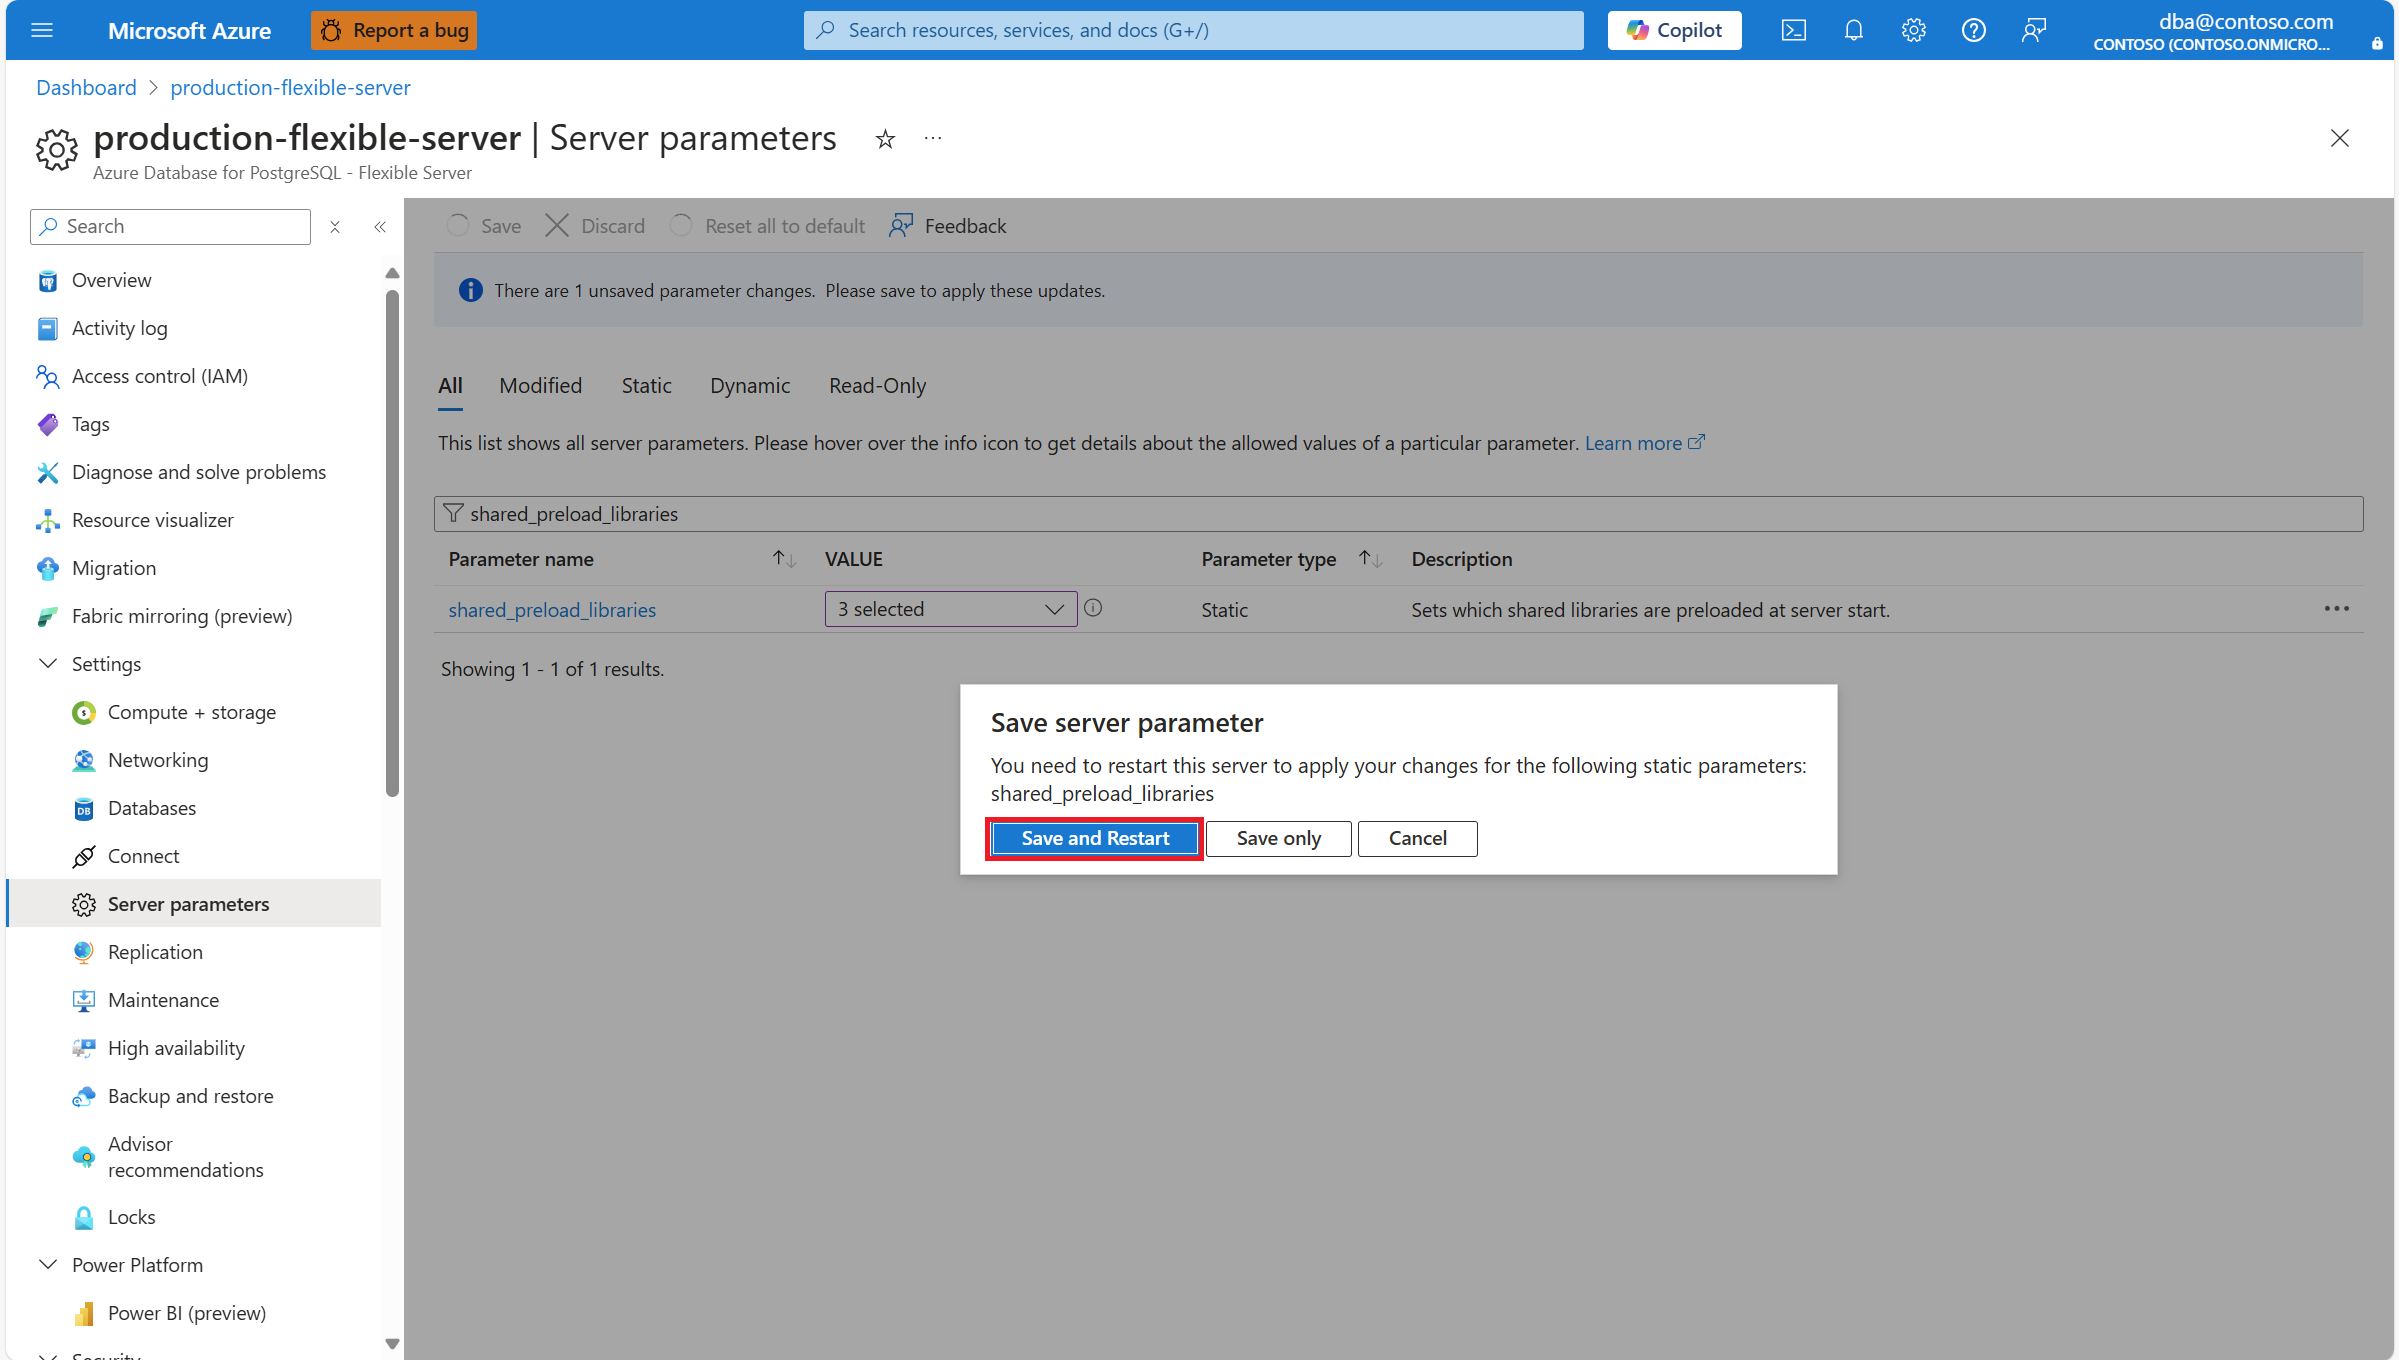 Microsoft Azure
Report a bug
Search resources, services, and docs (G+/)
Copilot
dba@contoso.com
CONTOSO (CONTOSO.ONMICRO...
Dashboard > production-flexible-server
production-flexible-server | Server parameters
Azure Database for PostgreSQL - Flexible Server
Search
Overview
Activity log
Access control (IAM)
Tags
Diagnose and solve problems
Resource visualizer
Migration
Fabric mirroring (preview)
Settings
Compute + storage
Networking
Databases
Connect
Server parameters
Replication
Maintenance
High availability
Backup and restore
Advisor
recommendations
Locks
Power Platform
Power BI (preview)
Security
Save Discard Reset all to default Feedback
There are 1 unsaved parameter changes. Please save to apply these updates.
All Modified Static Dynamic Read-Only
This list shows all server parameters. Please hover over the info icon to get details about the allowed values of a particular parameter. Learn more
shared_preload_libraries
Parameter name VALUE Parameter type Description
shared_preload_libraries 3 selected Static Sets which shared libraries are preloaded at server start.
Showing 1 - 1 of 1 results.
Save server parameter
You need to restart this server to apply your changes for the following static parameters:
shared_preload_libraries
Save and Restart Save only Cancel